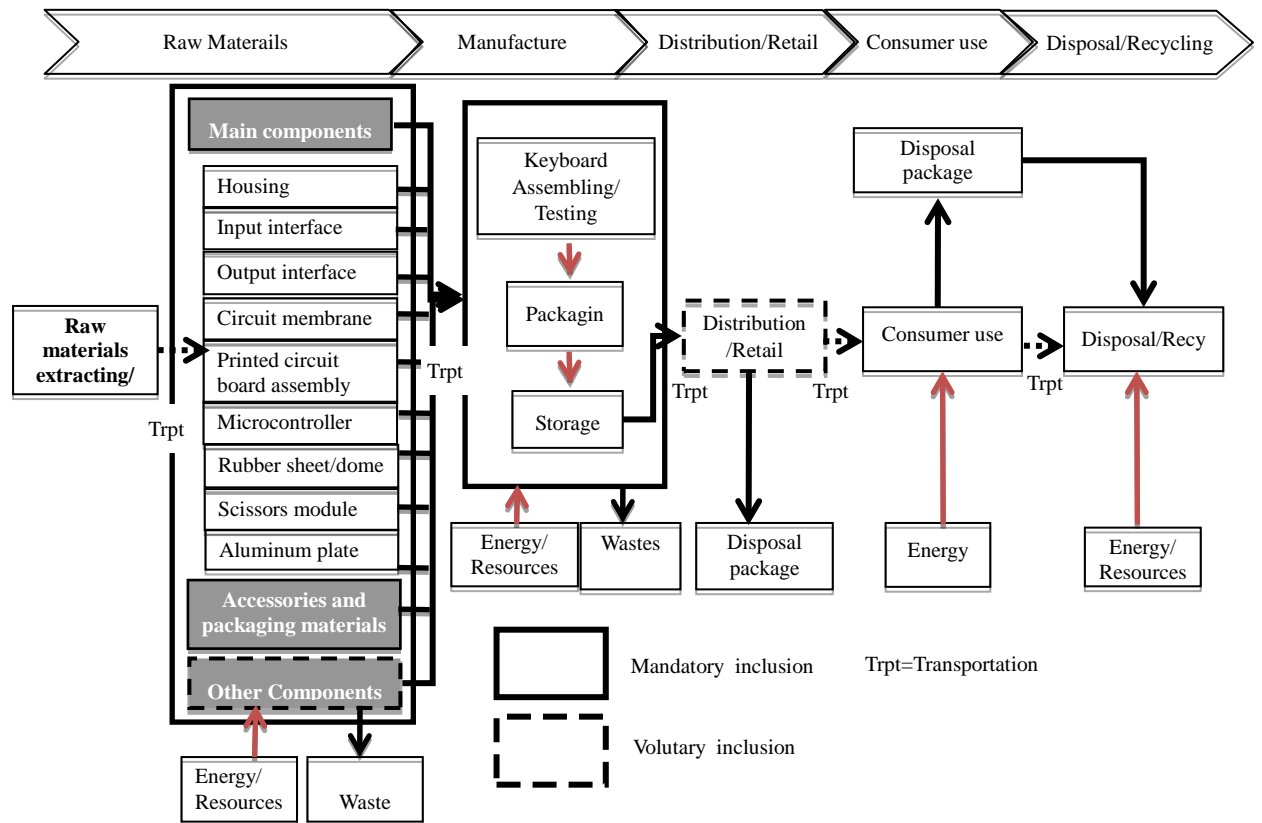 Raw Materails
Manufacture
Distribution/Retail
Consumer use
Disposal/Recycling
Main components
Housing
Input interface
Output interface
Circuit membrane
Printed circuit
board assembly
Microcontroller
Rubber sheet/dome
Scissors module
Aluminum plate
Accessories and
packaging materials
Other Components
Raw
materials
extracting/
Trpt
Energy/
Resources
Waste
Trpt
Keyboard
Assembling/
Testing
Packagin
Storage
Energy/
Resources
Wastes
Trpt
Distribution
/Retail
Disposal
package
Trpt
Disposal
package
Consumer use
Energy
Trpt
Disposal/Recy
Energy/
Resources
Mandatory inclusion
Trpt=Transportation
Volutary inclusion